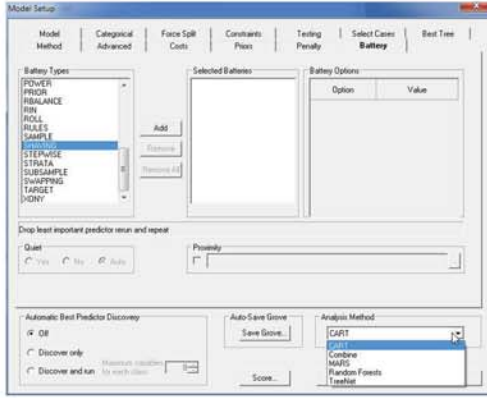 Model Setup
Model Categorical Force Split Constraints Testing Select Cases Best Tree
Method Advanced Costs Priors Penalty Battery
Battery Types Selected Batteries Battery Options
Option Value
POWER
PRIOR
RBALANCE
RIN
ROLL
RULES
SAMPLE
SHAVING
STEPWISE
STRATA
SUBSAMPLE
SWAPPING
TARGET
XONY
Add
Remove
Remove All
Drop least important predictor rerun and repeat
Quiet Proximity
Yes No Auto
Automatic Best Predictor Discovery Auto-Save Grove Analysis Method
Off
Discover only
Discover and run
Maximum variables
for each class:
Save Grove...
Score...
CART
CART
Combine
MARS
Random Forests
TreeNet